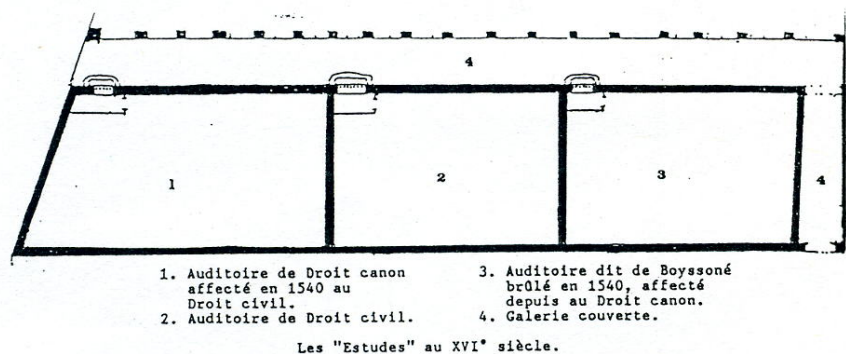 4
1
2
3
4
1. Auditoire de Droit canon
affecté en 1540 au
Droit civil.
2. Auditoire de Droit civil.
3. Auditoire dit de Boyssoné
brûlé en 1540, affecté
depuis au Droit canon.
4. Galerie couverte.
Les "Estudes" au XVI° siècle.